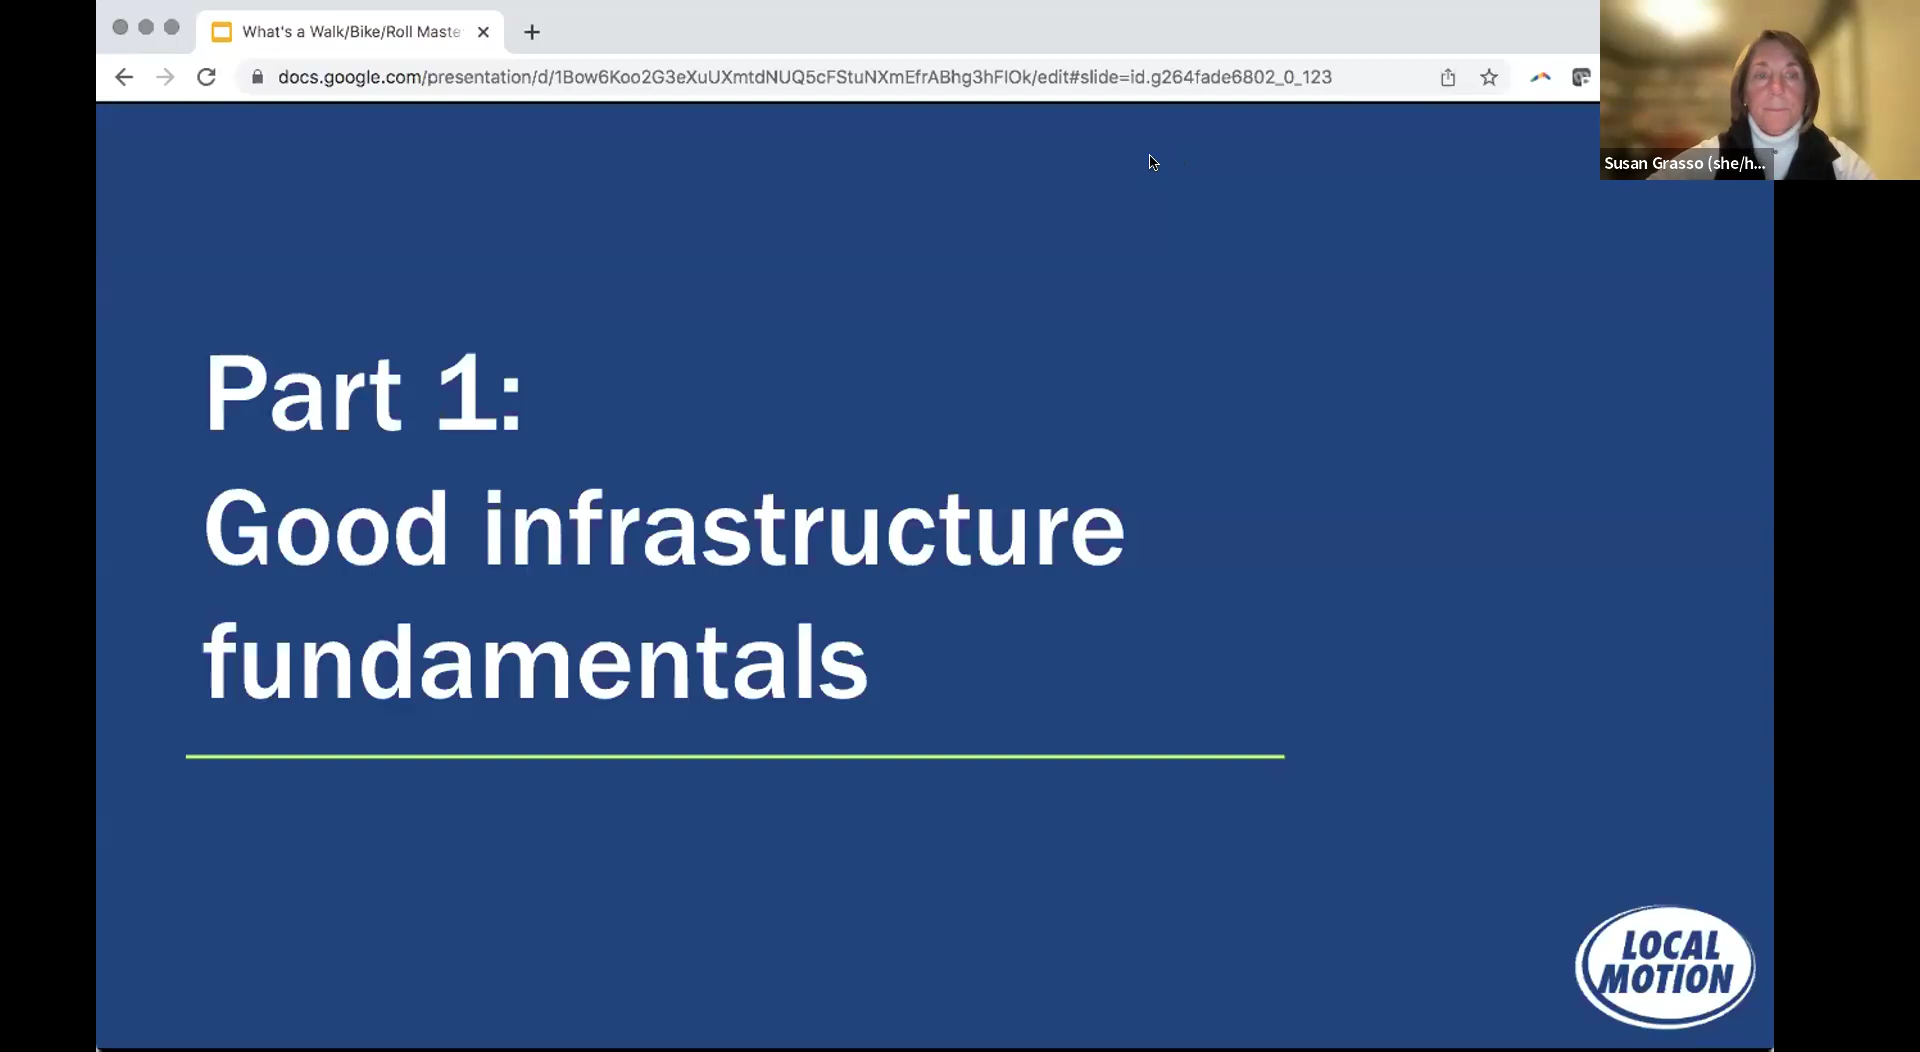 What's a Walk/Bike/Roll Maste
docs.google.com/presentation/d/1Bow6Koo2G3eXuUXmtdNUQ5cFStuNXmEfrABhg3hFlOk/edit#slide=id.g264fade6802_0_123
Susan Grasso (she/h...
Part 1:
Good infrastructure
fundamentals
LOCAL
MOTION